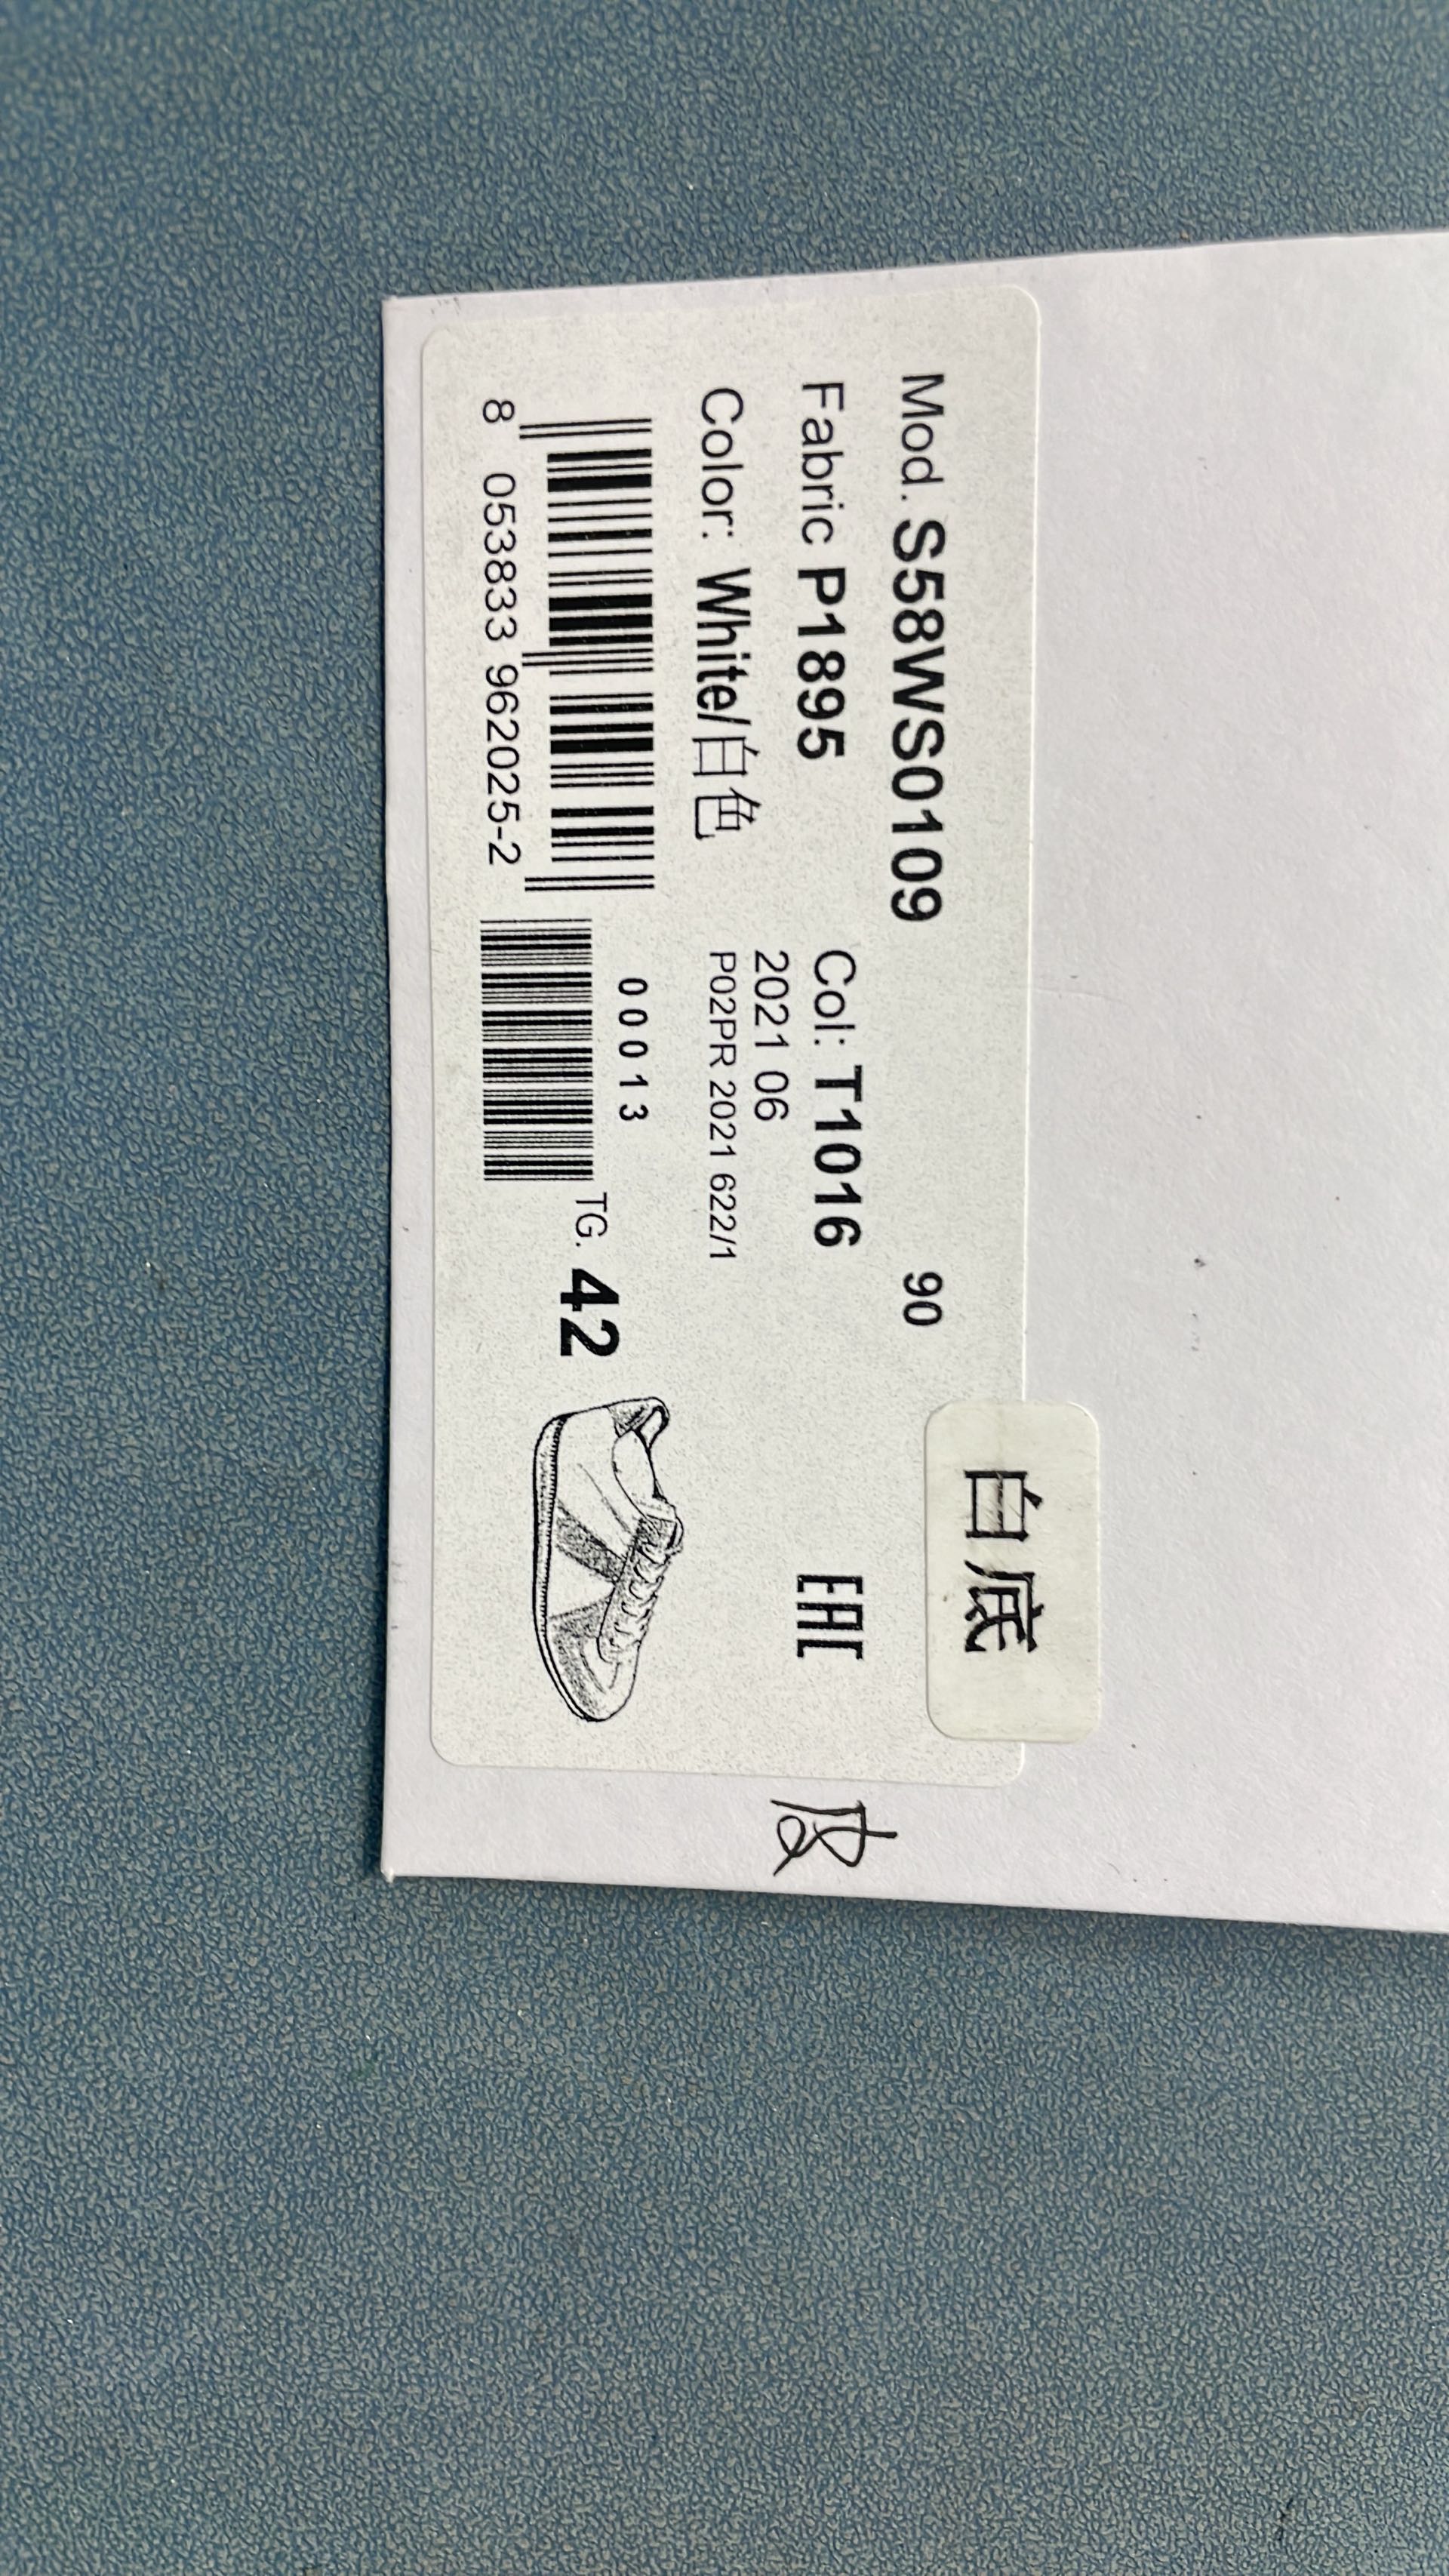 Mod. S58WS0109 90
白底
Fabric P1895 Col: T1016 EAC
Color: White/白色 2021 06
P02PR 2021 622/1
00013
TG. 42
8 053833 962025-2
皮